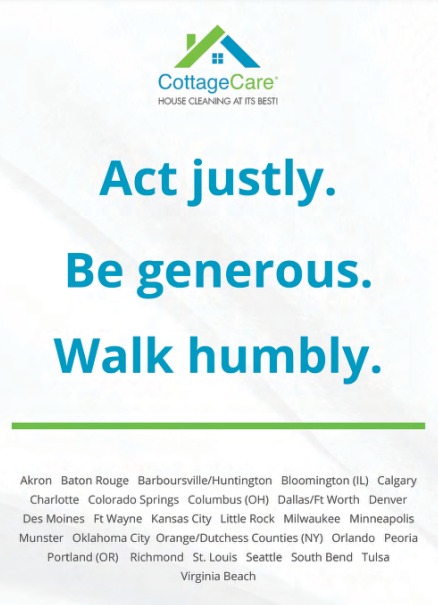 CottageCare®
HOUSE CLEANING AT ITS BEST!
Act justly.
Be generous.
Walk humbly.
Akron Baton Rouge Barboursville/Huntington Bloomington (IL) Calgary
Charlotte Colorado Springs Columbus (OH) Dallas/Ft Worth Denver
Des Moines Ft Wayne Kansas City Little Rock Milwaukee Minneapolis
Munster Oklahoma City Orange/Dutchess Counties (NY) Orlando Peoria
Portland (OR) Richmond St. Louis Seattle South Bend Tulsa
Virginia Beach